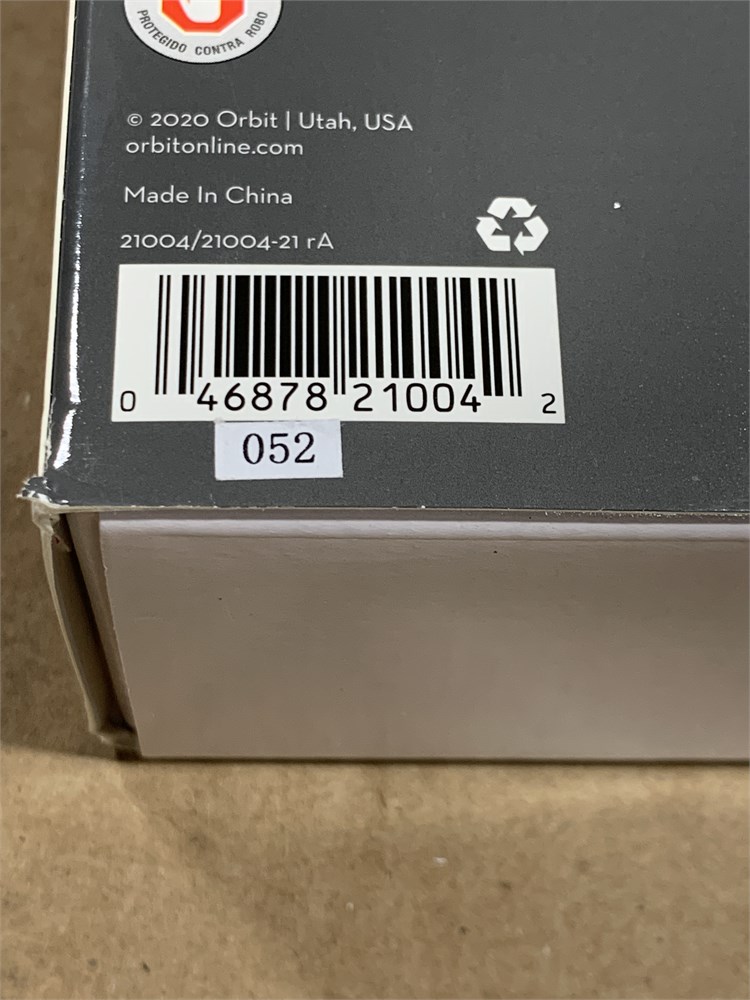 PROTEGIDO CONTRA ROBO
© 2020 Orbit | Utah, USA
orbitonline.com
Made In China
21004/21004-21 rA
0 46878 21004 2
052